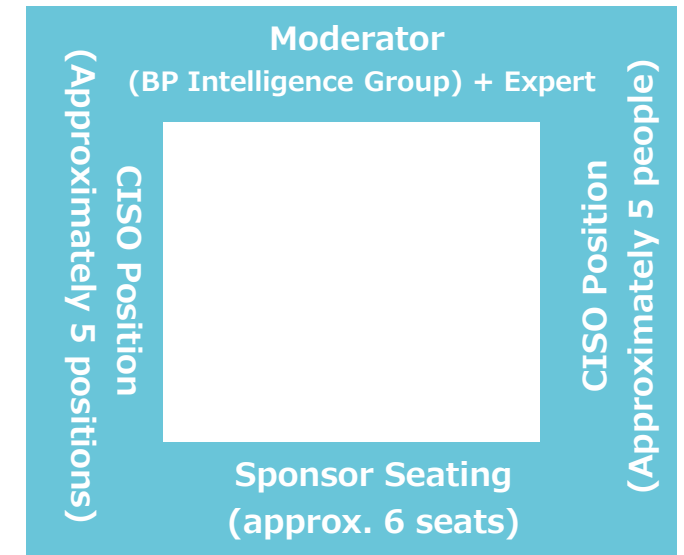 Moderator
(BP Intelligence Group) + Expert
CISO Position
(Approximately 5 positions)
CISO Position
(Approximately 5 people)
Sponsor Seating
(approx. 6 seats)